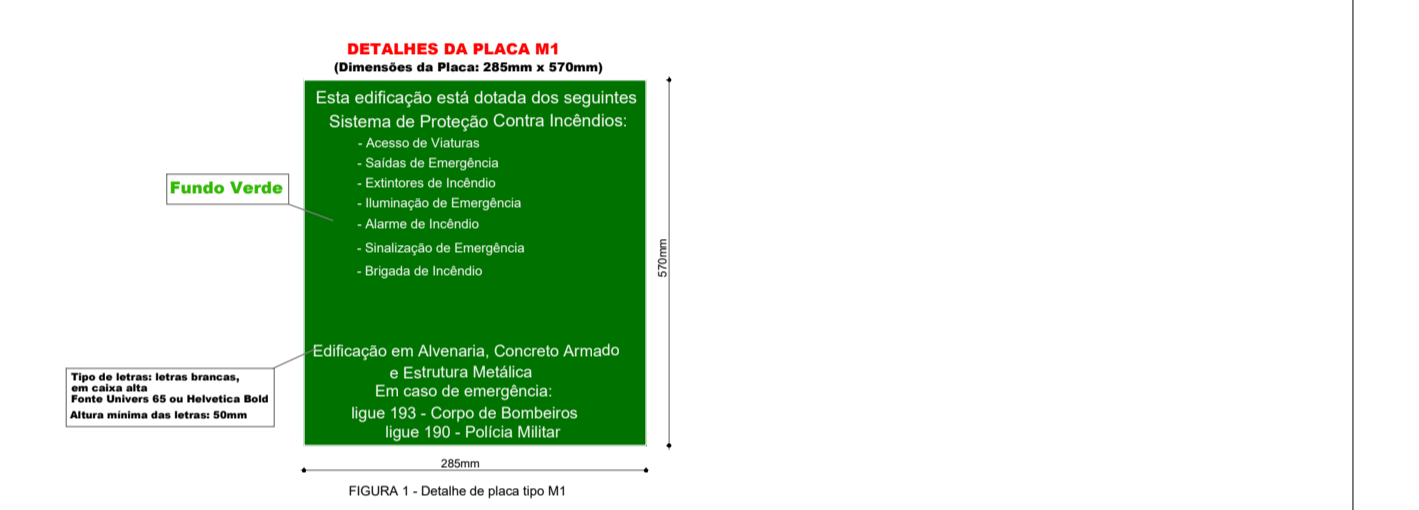 DETALHES DA PLACA M1
(Dimensões da Placa: 285mm x 570mm)
Esta edificação está dotada dos seguintes
Sistema de Proteção Contra Incêndios:
- Acesso de Viaturas
- Saídas de Emergência
- Extintores de Incêndio
- Iluminação de Emergência
- Alarme de Incêndio
- Sinalização de Emergência
- Brigada de Incêndio
Fundo Verde
570mm
Edificação em Alvenaria, Concreto Armado
e Estrutura Metálica
Em caso de emergência:
ligue 193 - Corpo de Bombeiros
ligue 190 - Polícia Militar
Tipo de letras: letras brancas,
em caixa alta
Fonte Univers 65 ou Helvetica Bold
Altura mínima das letras: 50mm
285mm
FIGURA 1 - Detalhe de placa tipo M1